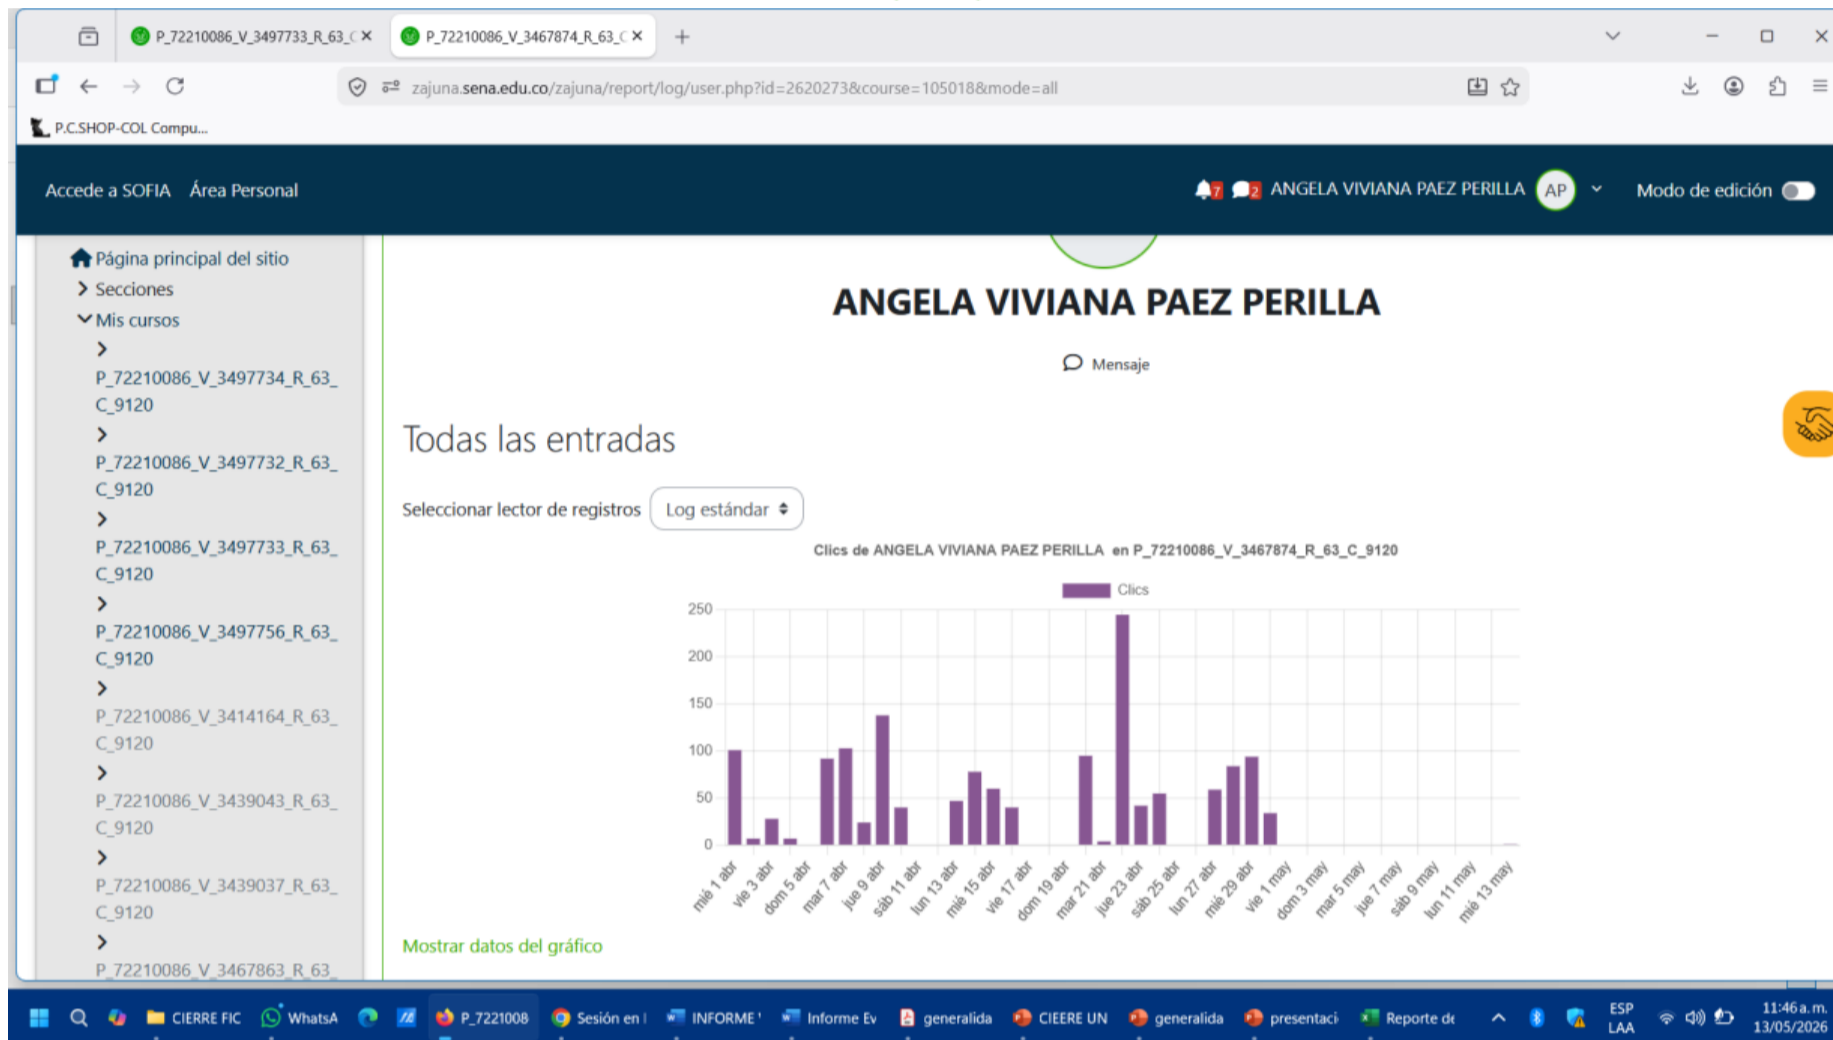 P_72210086_V_3497733_R_63_C
P_72210086_V_3467874_R_63_C
zajuna.sena.edu.co/zajuna/report/log/user.php?id=2620273&course=105018&mode=all
P.C.SHOP-COL Compu...
Accede a SOFIA Área Personal
7 2 ANGELA VIVIANA PAEZ PERILLA AP Modo de edición
Página principal del sitio
Secciones
Mis cursos
P_72210086_V_3497734_R_63_
C_9120
P_72210086_V_3497732_R_63_
C_9120
P_72210086_V_3497733_R_63_
C_9120
P_72210086_V_3497756_R_63_
C_9120
P_72210086_V_3414164_R_63_
C_9120
P_72210086_V_3439043_R_63_
C_9120
P_72210086_V_3439037_R_63_
C_9120
P_72210086_V_3467863_R_63_
ANGELA VIVIANA PAEZ PERILLA
Mensaje
Todas las entradas
Seleccionar lector de registros Log estándar
Clics de ANGELA VIVIANA PAEZ PERILLA en P_72210086_V_3467874_R_63_C_9120
Clics
250
200
150
100
50
0
mié 1 abr
vie 3 abr
dom 5 abr
mar 7 abr
jue 9 abr
sáb 11 abr
lun 13 abr
mié 15 abr
vie 17 abr
dom 19 abr
mar 21 abr
jue 23 abr
sáb 25 abr
lun 27 abr
mié 29 abr
vie 1 may
dom 3 may
mar 5 may
jue 7 may
sáb 9 may
lun 11 may
mié 13 may
Mostrar datos del gráfico
CIERRE FIC WhatsA P_7221008 Sesión en I INFORME ' Informe Ev generalida CIEERE UN generalida presentaci Reporte de
ESP
LAA
11:46 a. m.
13/05/2026